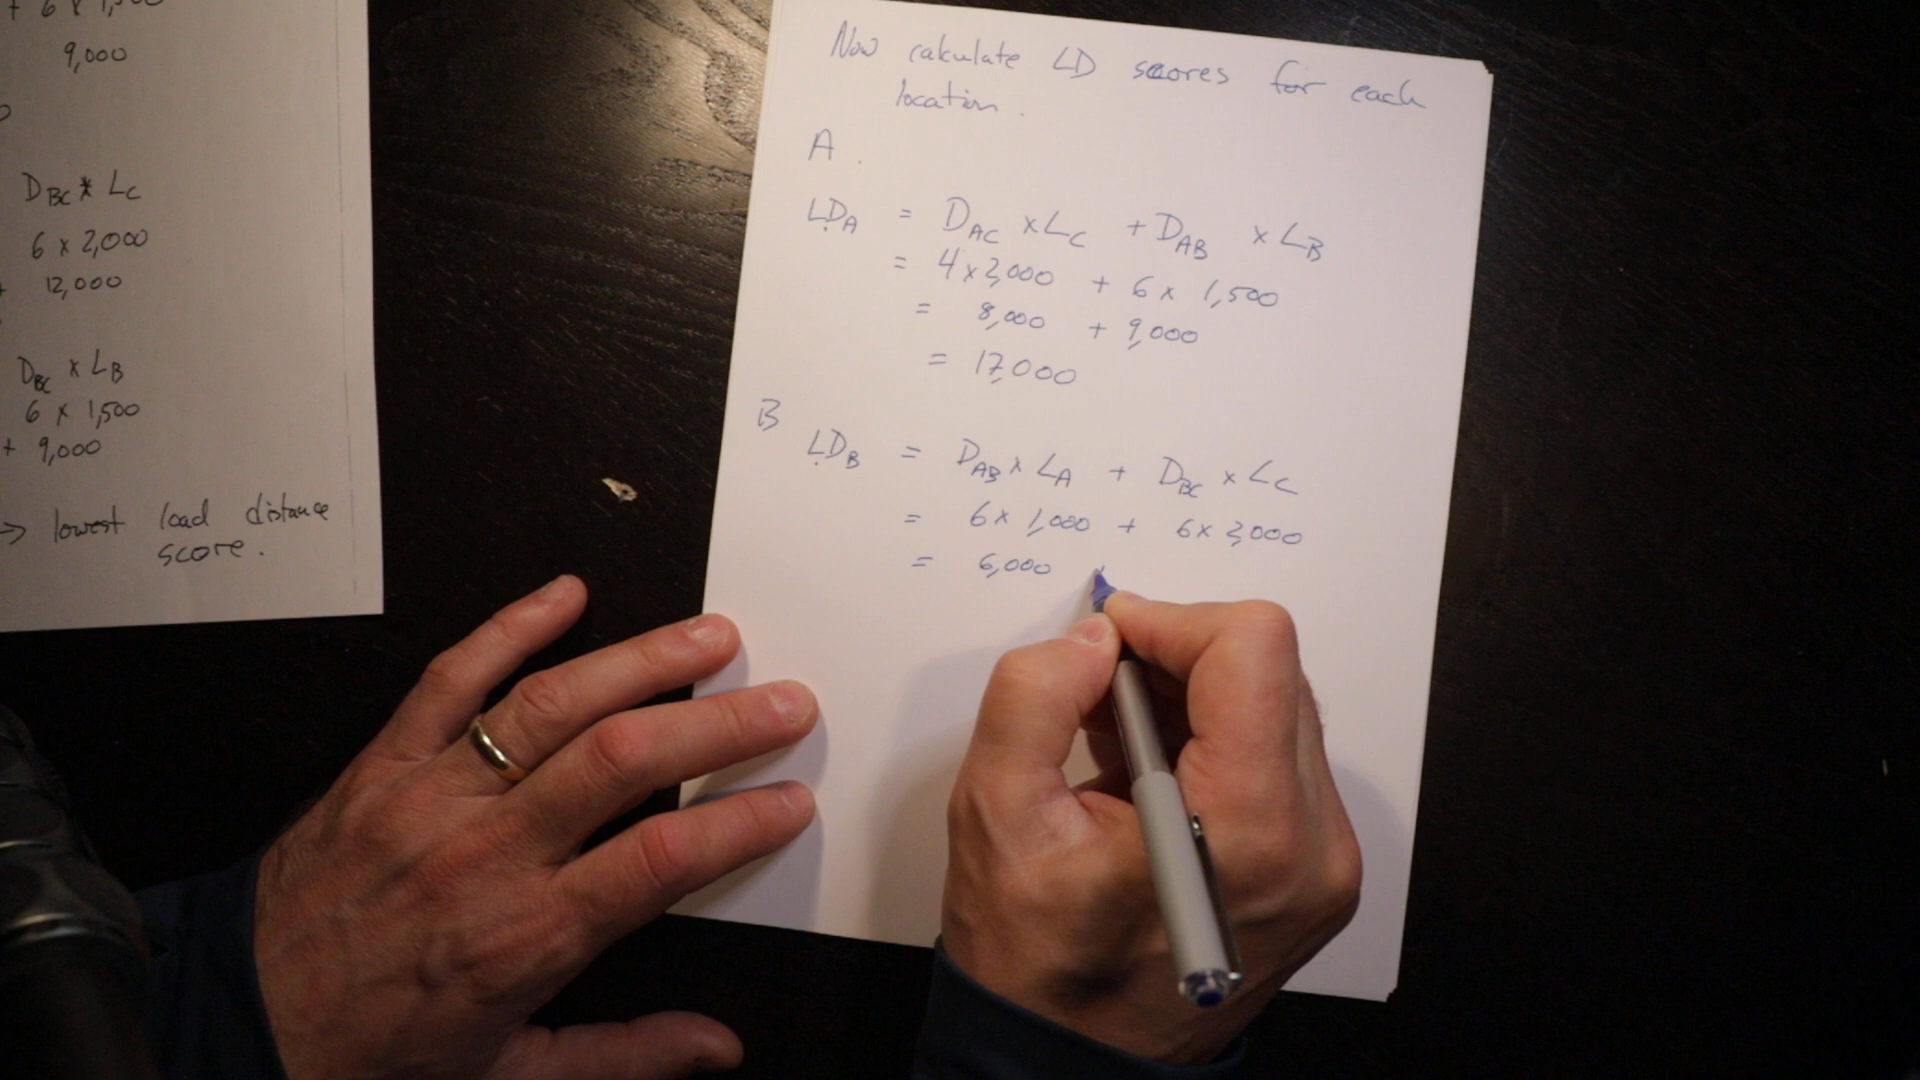 + 6 x 1,500
9,000
D_BC * L_C
6 x 2,000
12,000
D_BC x L_B
6 x 1,500
+ 9,000
→ lowest load distance
score.
Now calculate LD scores for each
location.
A.
LD_A = D_AC x L_C + D_AB x L_B
= 4 x 2,000 + 6 x 1,500
= 8,000 + 9,000
= 17,000
B
LD_B = D_AB x L_A + D_BC x L_C
= 6 x 1,000 + 6 x 2,000
= 6,000